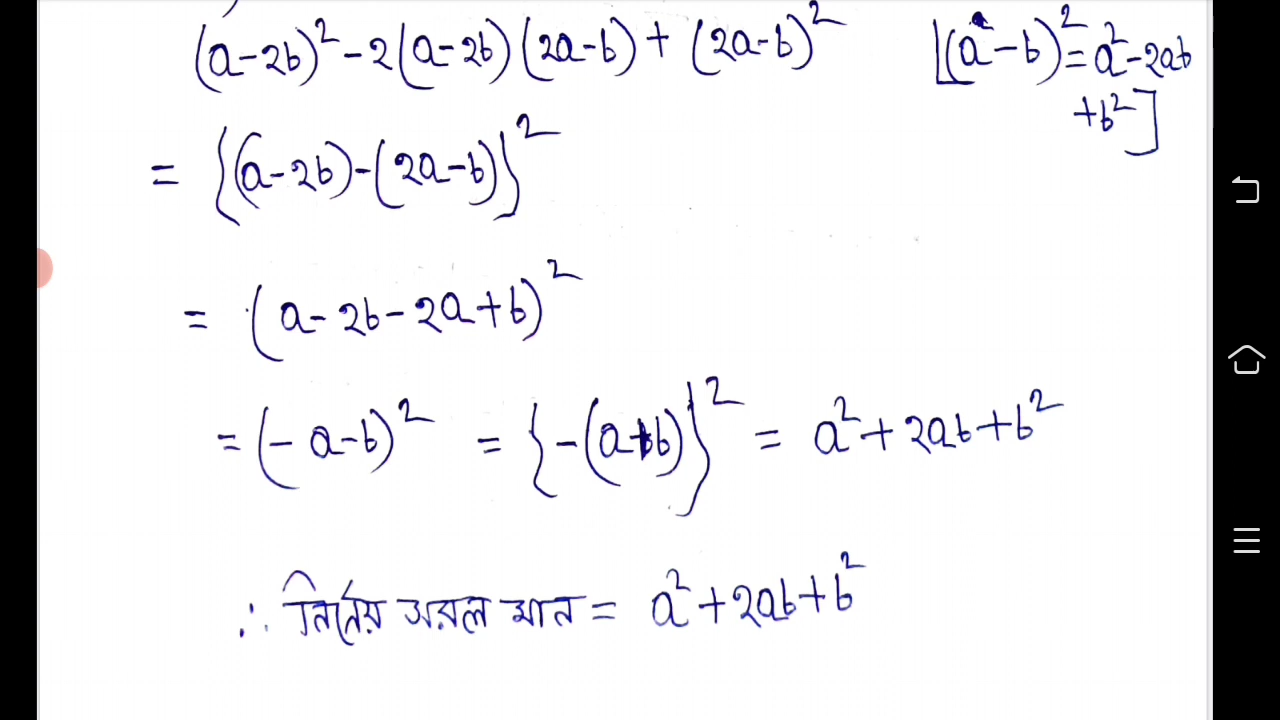 (a-2b)² -2(a-2b)(2a-b) + (2a-b)² [(a-b)² = a²-2ab
+b²]
= {(a-2b)-(2a-b)}²
= (a-2b-2a+b)²
= (-a-b)² = {-(a+b)}² = a²+2ab+b²
∴ নির্নেয় সরল মান = a²+2ab+b²